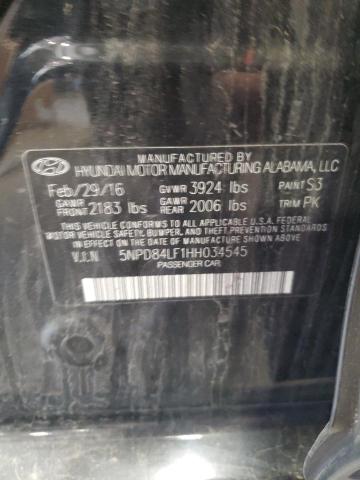 MANUFACTURED BY
HYUNDAI MOTOR MANUFACTURING ALABAMA, LLC
Feb/29/16 GVWR 3924 lbs PAINT S3
GAWR FRONT 2183 lbs GAWR REAR 2006 lbs TRIM PK
THIS VEHICLE CONFORMS TO ALL APPLICABLE U.S.A. FEDERAL
MOTOR VEHICLE SAFETY, BUMPER, AND THEFT PREVENTION STANDARDS
IN EFFECT ON THE DATE OF MANUFACTURE SHOWN ABOVE.
V.I.N 5NPD84LF1HH034545
PASSENGER CAR